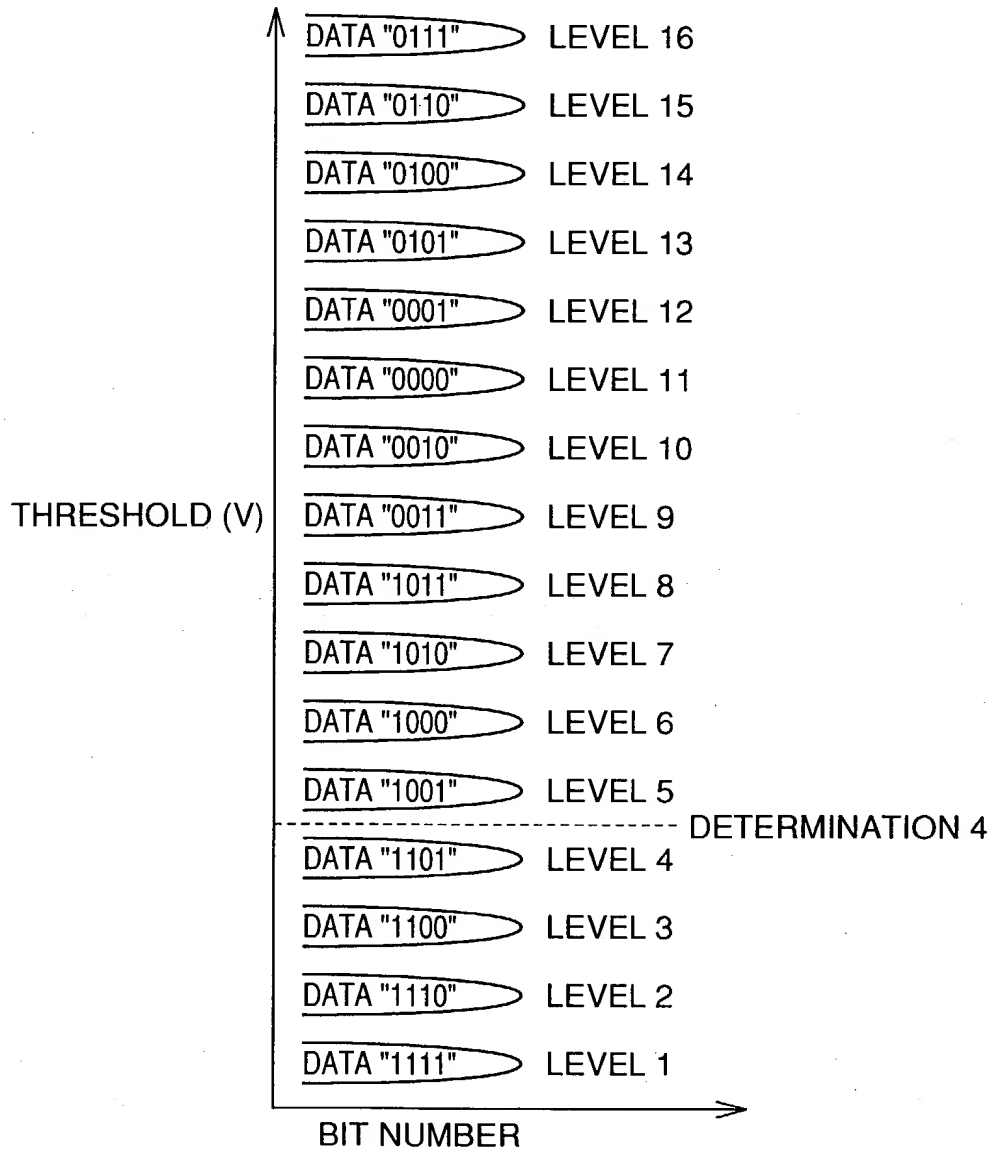 DATA "0111" LEVEL 16
DATA "0110" LEVEL 15
DATA "0100" LEVEL 14
DATA "0101" LEVEL 13
DATA "0001" LEVEL 12
DATA "0000" LEVEL 11
DATA "0010" LEVEL 10
THRESHOLD (V) DATA "0011" LEVEL 9
DATA "1011" LEVEL 8
DATA "1010" LEVEL 7
DATA "1000" LEVEL 6
DATA "1001" LEVEL 5
DETERMINATION 4
DATA "1101" LEVEL 4
DATA "1100" LEVEL 3
DATA "1110" LEVEL 2
DATA "1111" LEVEL 1
BIT NUMBER